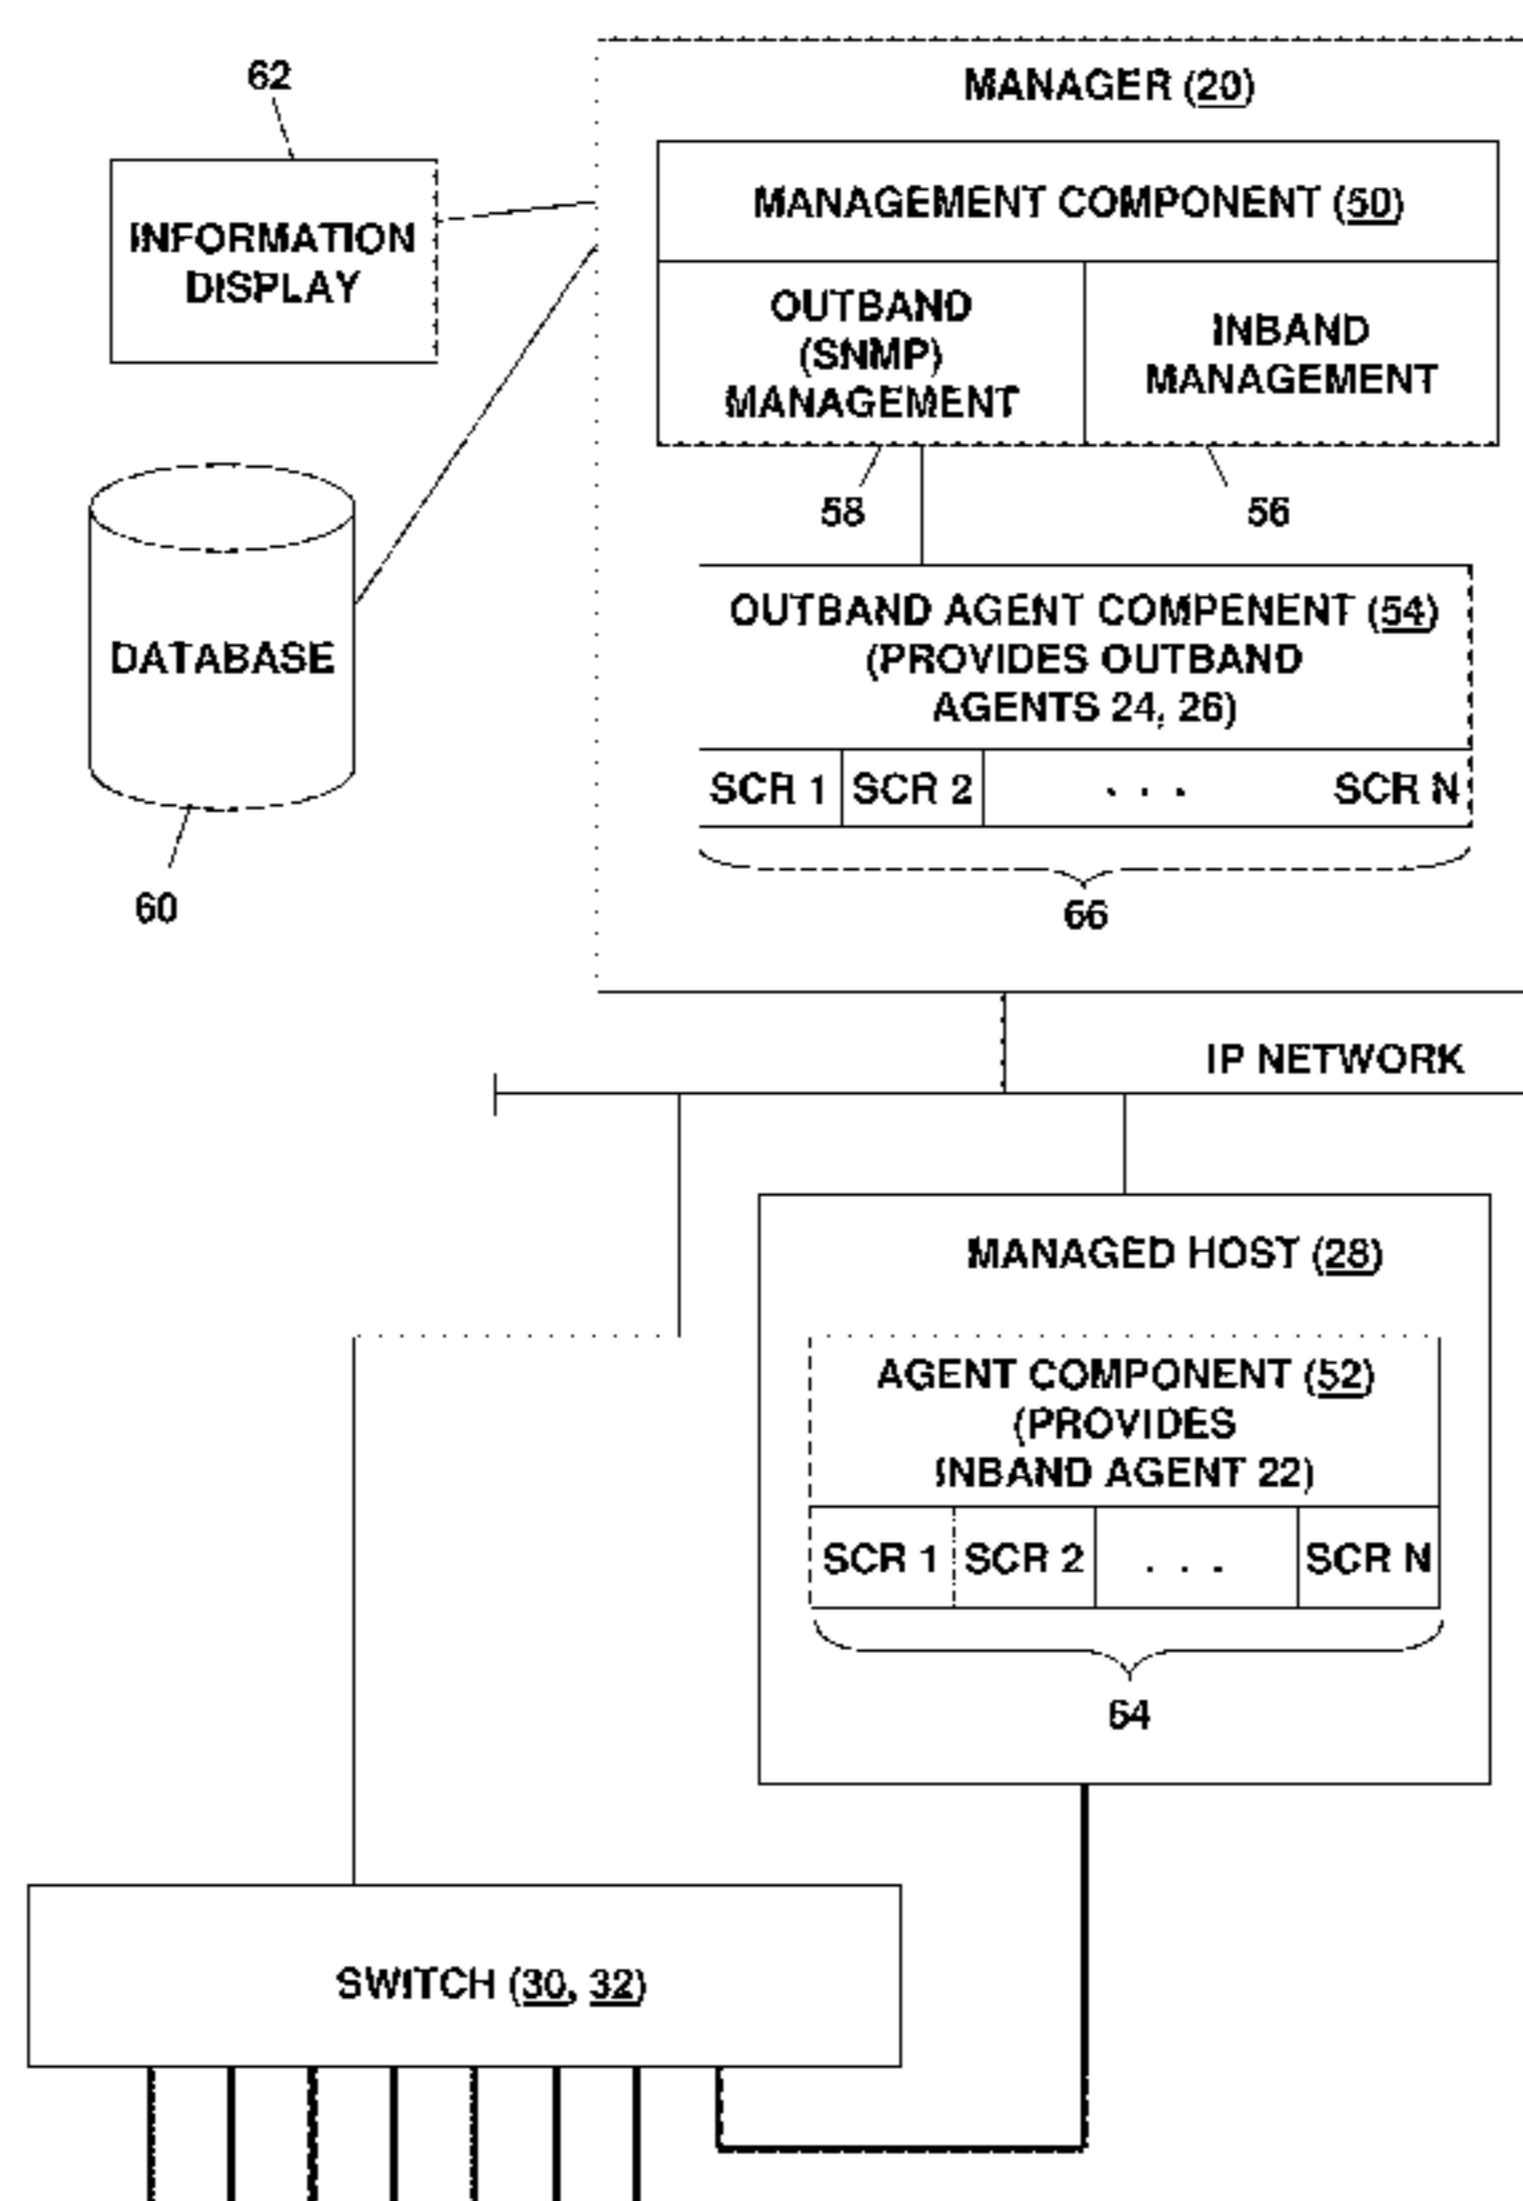 62
MANAGER (20)
INFORMATION
DISPLAY
MANAGEMENT COMPONENT (50)
OUTBAND
(SNMP)
MANAGEMENT
INBAND
MANAGEMENT
58
56
DATABASE
60
OUTBAND AGENT COMPENENT (54)
(PROVIDES OUTBAND
AGENTS 24, 26)
SCR 1 SCR 2 . . . SCR N
66
IP NETWORK
MANAGED HOST (28)
AGENT COMPONENT (52)
(PROVIDES
INBAND AGENT 22)
SCR 1 SCR 2 . . . SCR N
64
SWITCH (30, 32)